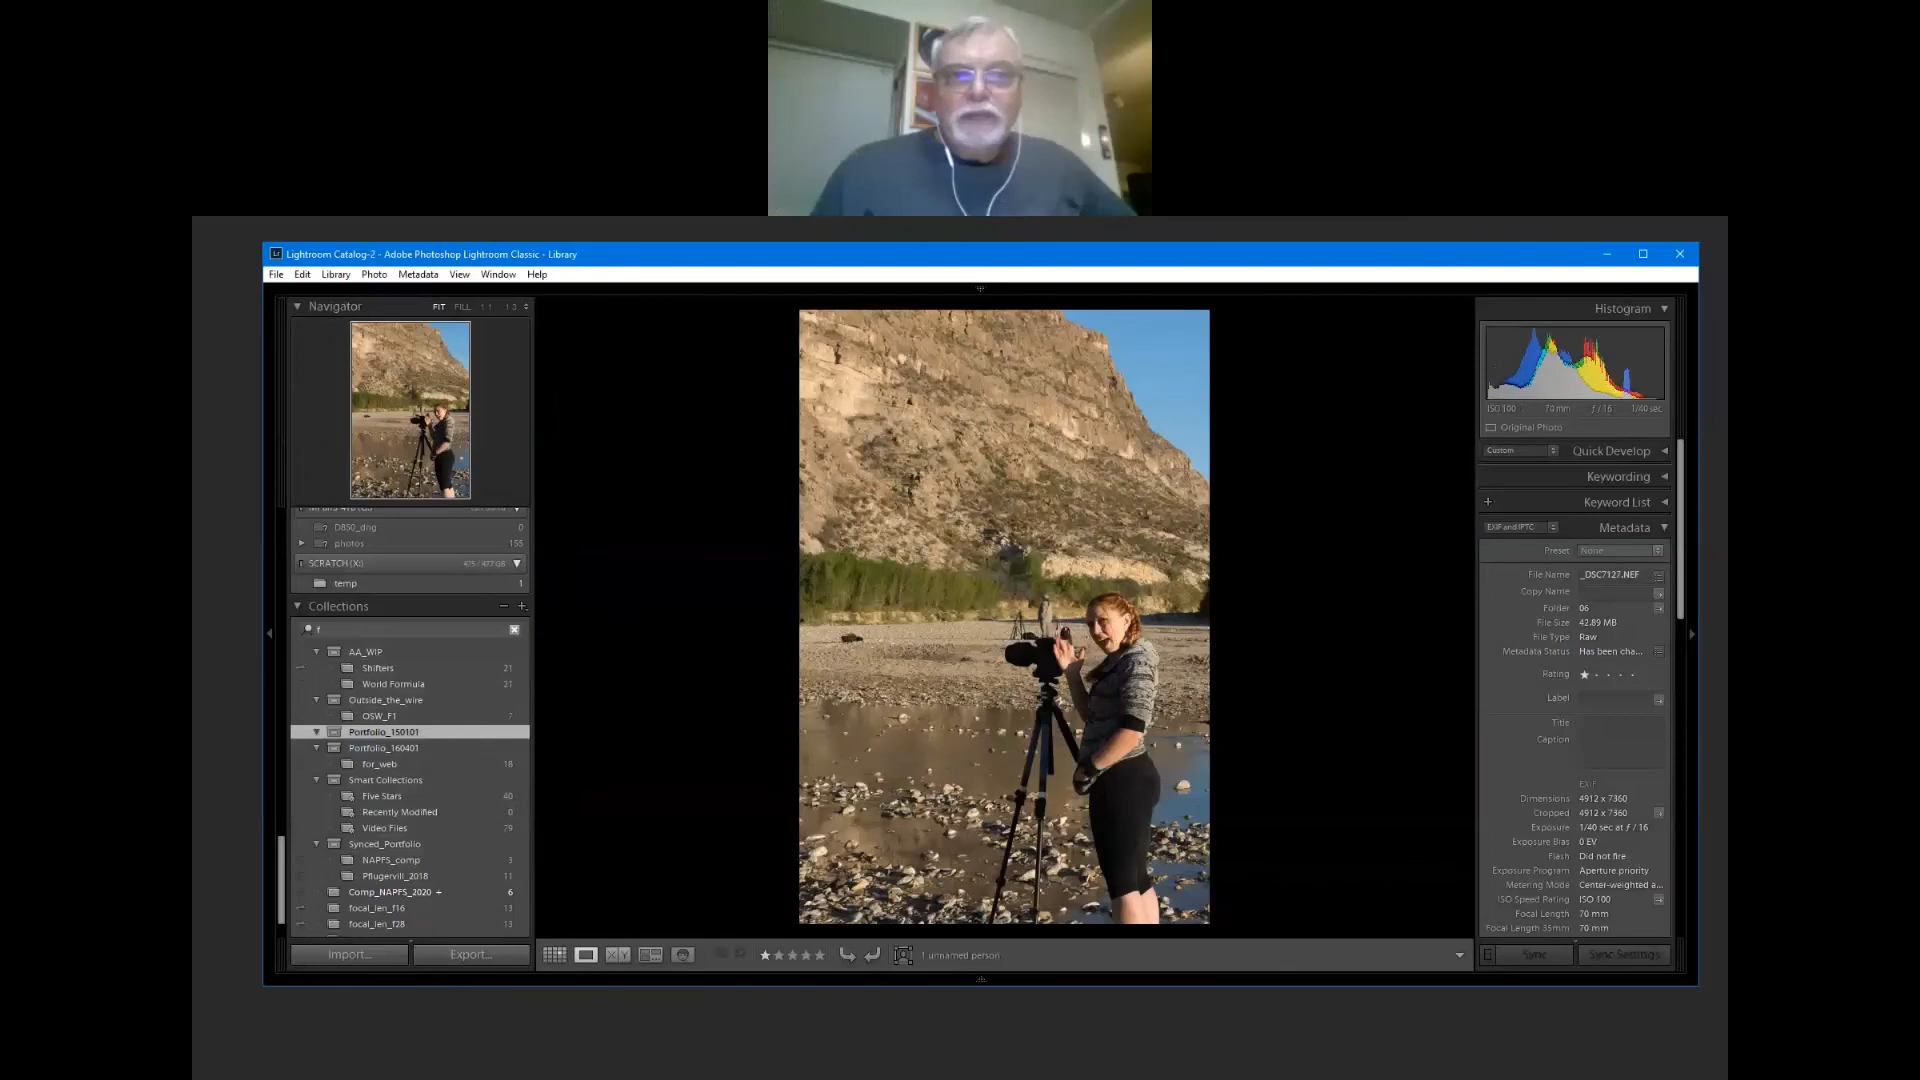 Lightroom Catalog-2 - Adobe Photoshop Lightroom Classic - Library
File Edit Library Photo Metadata View Window Help
Navigator FIT FILL 1:1 1:3
D850_dng 0
photos 155
SCRATCH (X:) 475 / 477 GB
temp 1
Collections
f
AA_WIP
Shifters 21
World Formula 21
Outside_the_wire
OSW_F1 7
Portfolio_150101
Portfolio_160401
for_web 18
Smart Collections
Five Stars 40
Recently Modified 0
Video Files 79
Synced_Portfolio
NAPFS_comp 3
Pflugervill_2018 11
Comp_NAPFS_2020 + 6
focal_len_f16 13
focal_len_f28 13
Import... Export...
XY
1 unnamed person
Histogram
ISO 100 70 mm ƒ / 16 1/40 sec
Original Photo
Custom Quick Develop
Keywording
+ Keyword List
EXIF and IPTC Metadata
Preset None
File Name _DSC7127.NEF
Copy Name
Folder 06
File Size 42.89 MB
File Type Raw
Metadata Status Has been cha...
Rating
Label
Title
Caption
EXIF
Dimensions 4912 x 7360
Cropped 4912 x 7360
Exposure 1/40 sec at ƒ / 16
Exposure Bias 0 EV
Flash Did not fire
Exposure Program Aperture priority
Metering Mode Center-weighted a...
ISO Speed Rating ISO 100
Focal Length 70 mm
Focal Length 35mm 70 mm
Sync Sync Settings